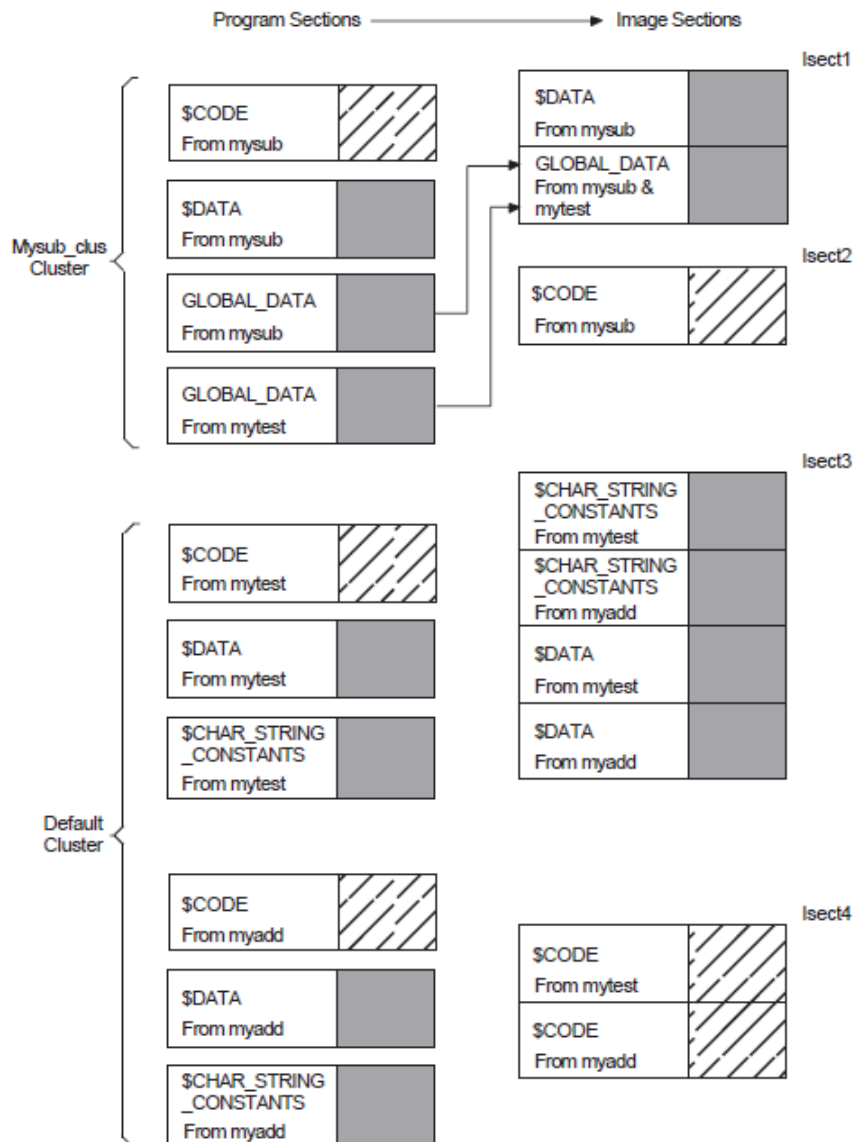 Program Sections
Image Sections
Mysub_clus
Cluster
$CODE
From mysub
$DATA
From mysub
GLOBAL_DATA
From mysub
GLOBAL_DATA
From mytest
Default
Cluster
$CODE
From mytest
$DATA
From mytest
$CHAR_STRING
_CONSTANTS
From mytest
$CODE
From myadd
$DATA
From myadd
$CHAR_STRING
_CONSTANTS
From myadd
Isect1
$DATA
From mysub
GLOBAL_DATA
From mysub &
mytest
Isect2
$CODE
From mysub
Isect3
$CHAR_STRING
_CONSTANTS
From mytest
$CHAR_STRING
_CONSTANTS
From myadd
$DATA
From mytest
$DATA
From myadd
Isect4
$CODE
From mytest
$CODE
From myadd